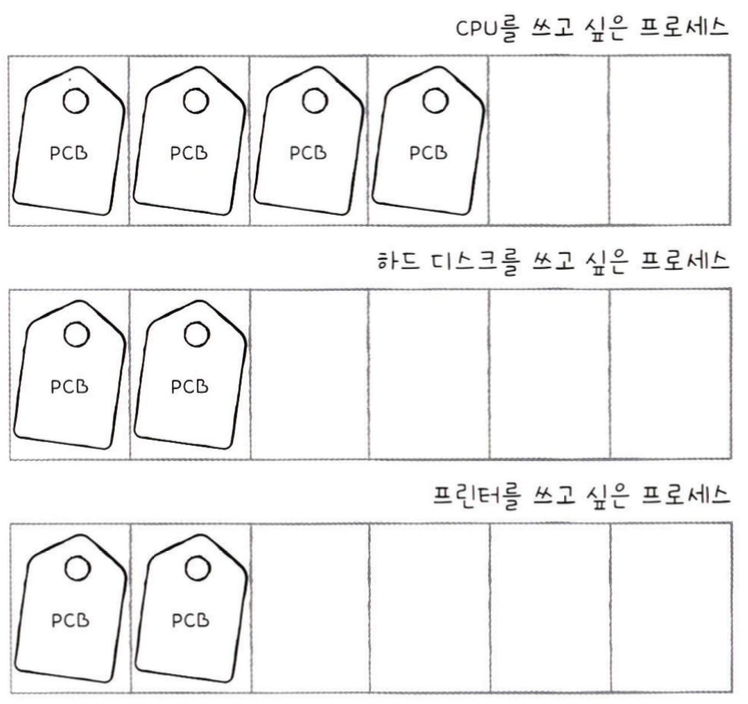 CPU를 쓰고 싶은 프로세스
PCB PCB PCB PCB
하드 디스크를 쓰고 싶은 프로세스
PCB PCB
프린터를 쓰고 싶은 프로세스
PCB PCB